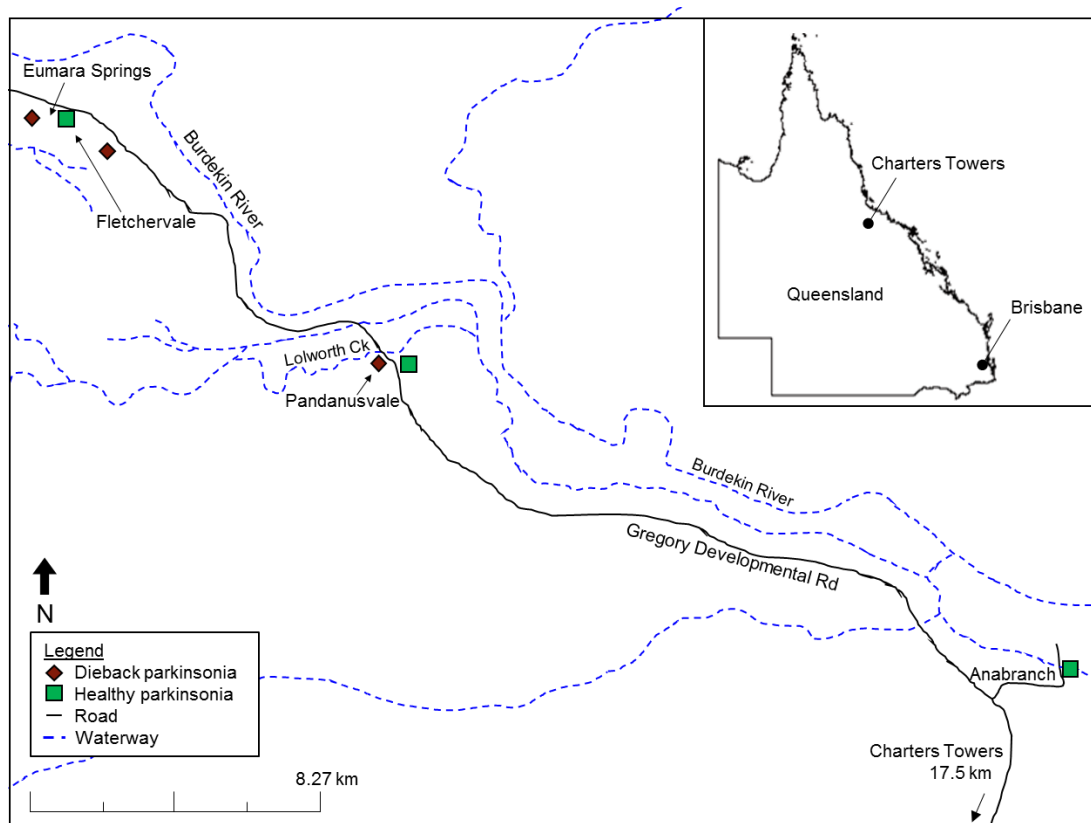 Eumara Springs
Fletchervale
Burdekin River
Lolworth Ck
Pandanusvale
Charters Towers
Queensland
Brisbane
Burdekin River
Gregory Developmental Rd
Anabranch
Charters Towers
17.5 km
N
Legend
Dieback parkinsonia
Healthy parkinsonia
Road
Waterway
8.27 km